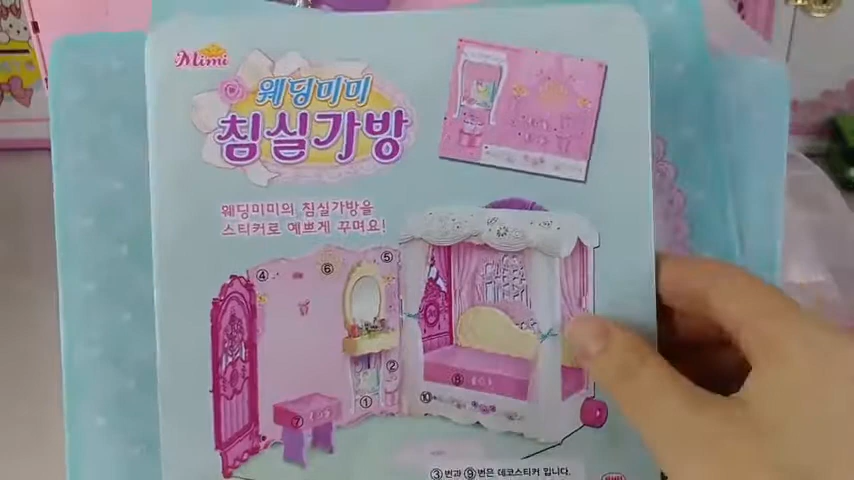 Mimi
웨딩미미
침실가방
웨딩미미의 침실가방을
스티커로 예쁘게 꾸며요!
④ ⑥ ⑤
②
①
⑧
⑦
⑩
③번과 ⑨번은 데코스티커 입니다.